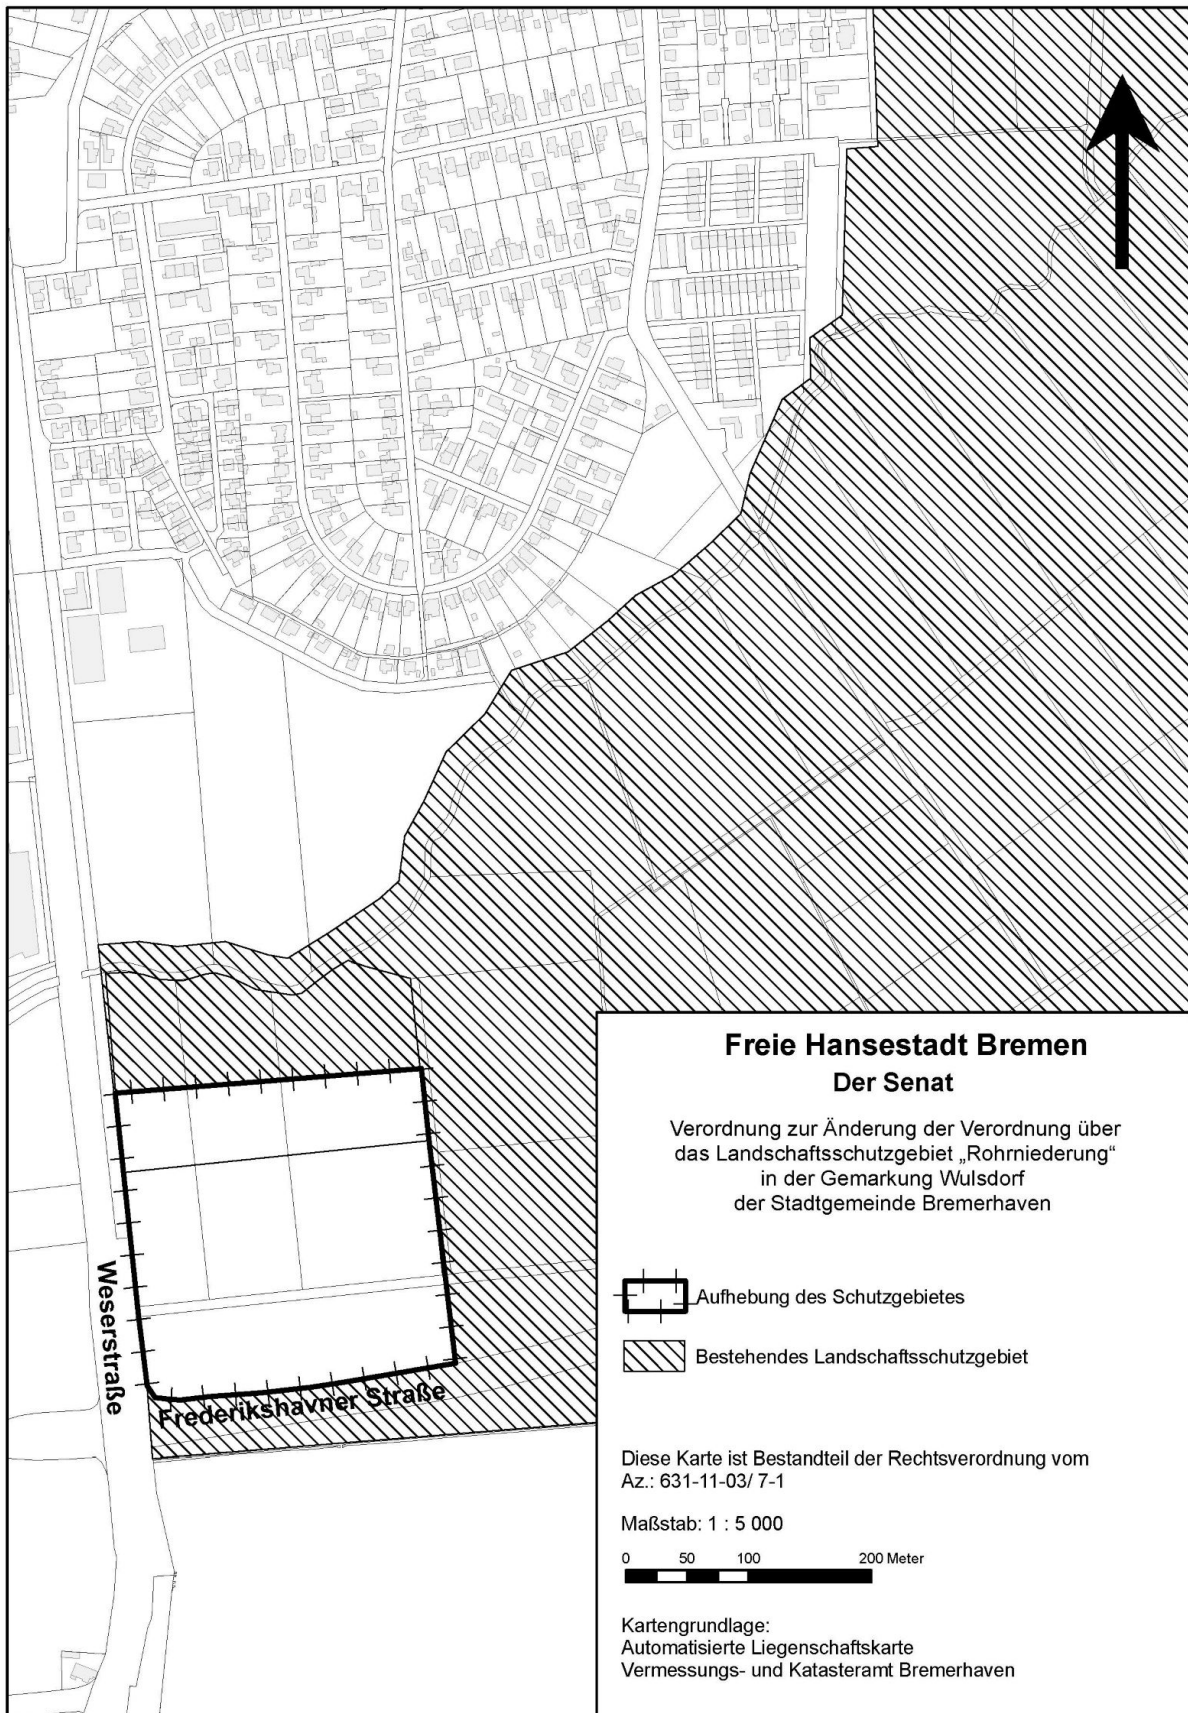 Freie Hansestadt Bremen
Der Senat
Verordnung zur Änderung der Verordnung über
das Landschaftsschutzgebiet „Rohrniederung“
in der Gemarkung Wulsdorf
der Stadtgemeinde Bremerhaven
Aufhebung des Schutzgebietes
Bestehendes Landschaftsschutzgebiet
Diese Karte ist Bestandteil der Rechtsverordnung vom
Az.: 631-11-03/ 7-1
Maßstab: 1 : 5 000
0 50 100 200 Meter
Kartengrundlage:
Automatisierte Liegenschaftskarte
Vermessungs- und Katasteramt Bremerhaven
Weserstraße
Frederikshavner Straße